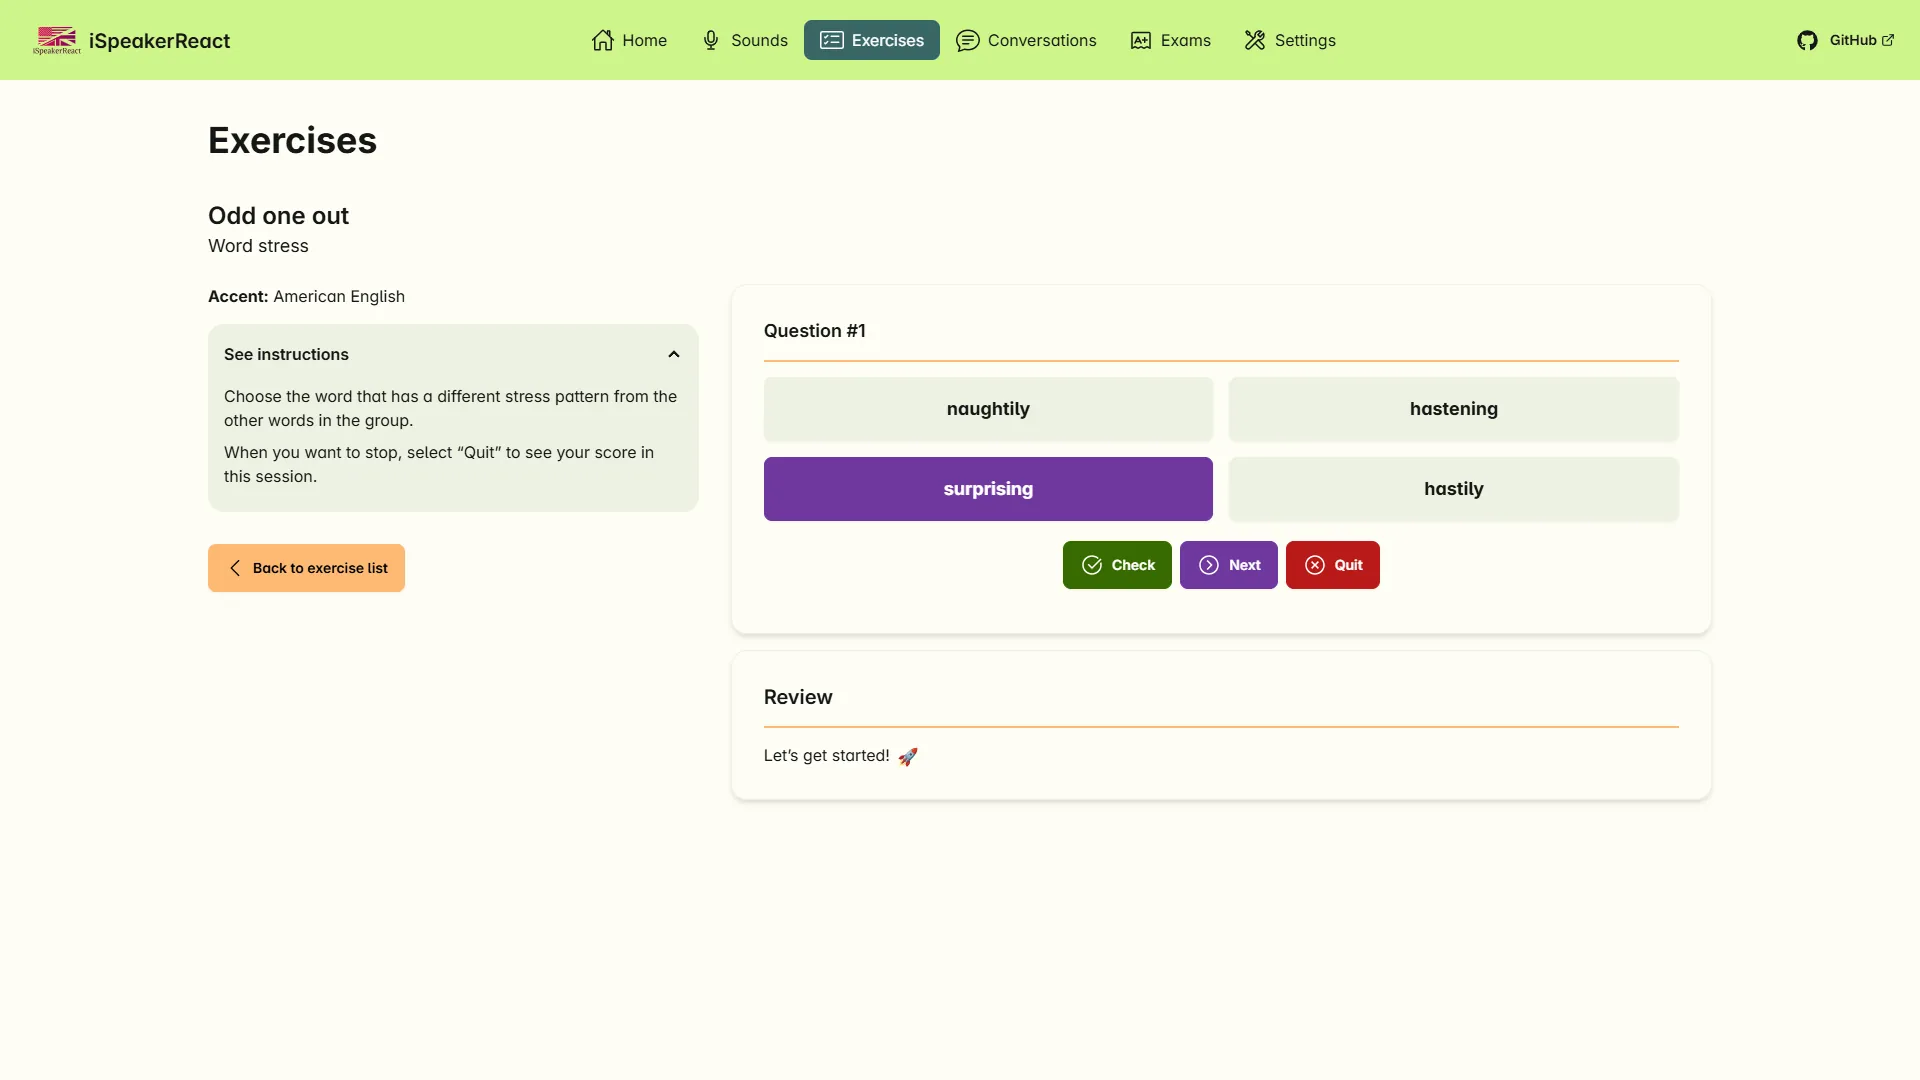 iSpeakerReact
iSpeakerReact
Home
Sounds
Exercises
Conversations
Exams
Settings
GitHub
Exercises
Odd one out
Word stress
Accent: American English
See instructions
Choose the word that has a different stress pattern from the
other words in the group.
When you want to stop, select “Quit” to see your score in
this session.
Back to exercise list
Question #1
naughtily
hastening
surprising
hastily
Check
Next
Quit
Review
Let’s get started! 🚀